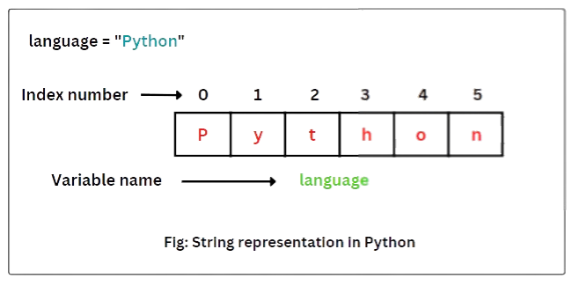 language = "Python"
Index number 0 1 2 3 4 5
P y t h o n
Variable name language
Fig: String representation in Python